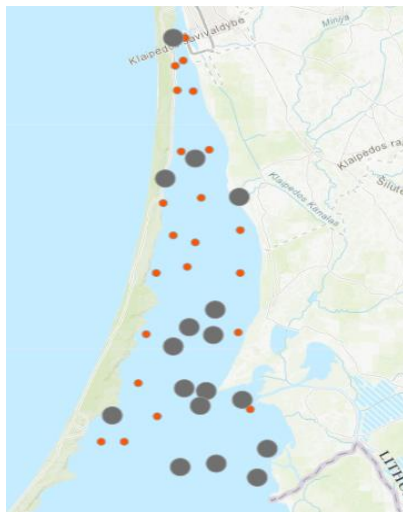 Minija
Klaipėdos savivaldybė
Klaipėdos ra
Šilutė
Klaipėdos Kanalas
LITHU